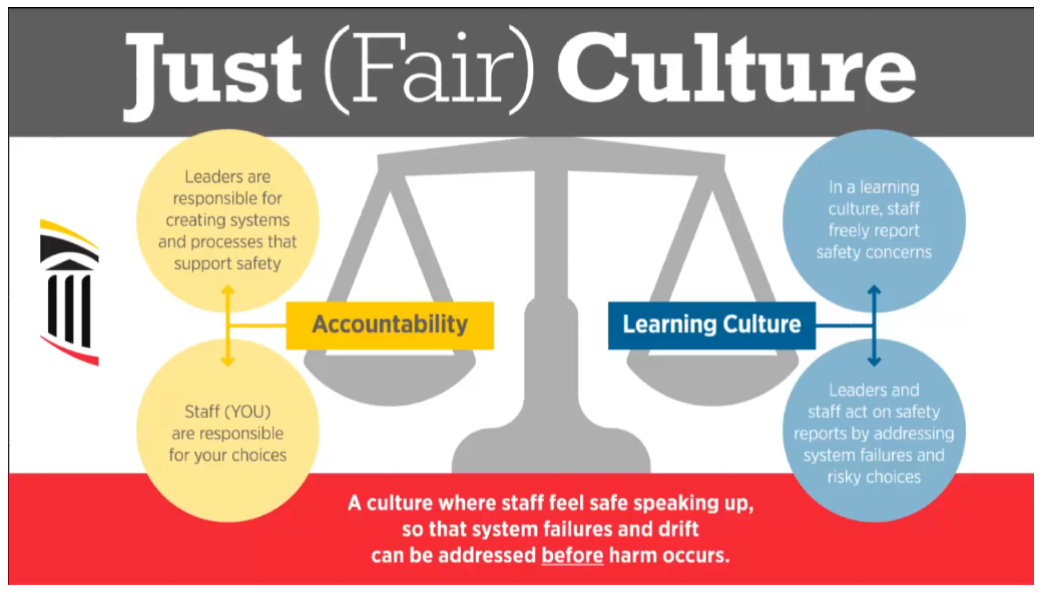 Just (Fair) Culture
Leaders are
responsible for
creating systems
and processes that
support safety
Accountability
Staff (YOU)
are responsible
for your choices
In a learning
culture, staff
freely report
safety concerns
Learning Culture
Leaders and
staff act on safety
reports by addressing
system failures and
risky choices
A culture where staff feel safe speaking up,
so that system failures and drift
can be addressed before harm occurs.